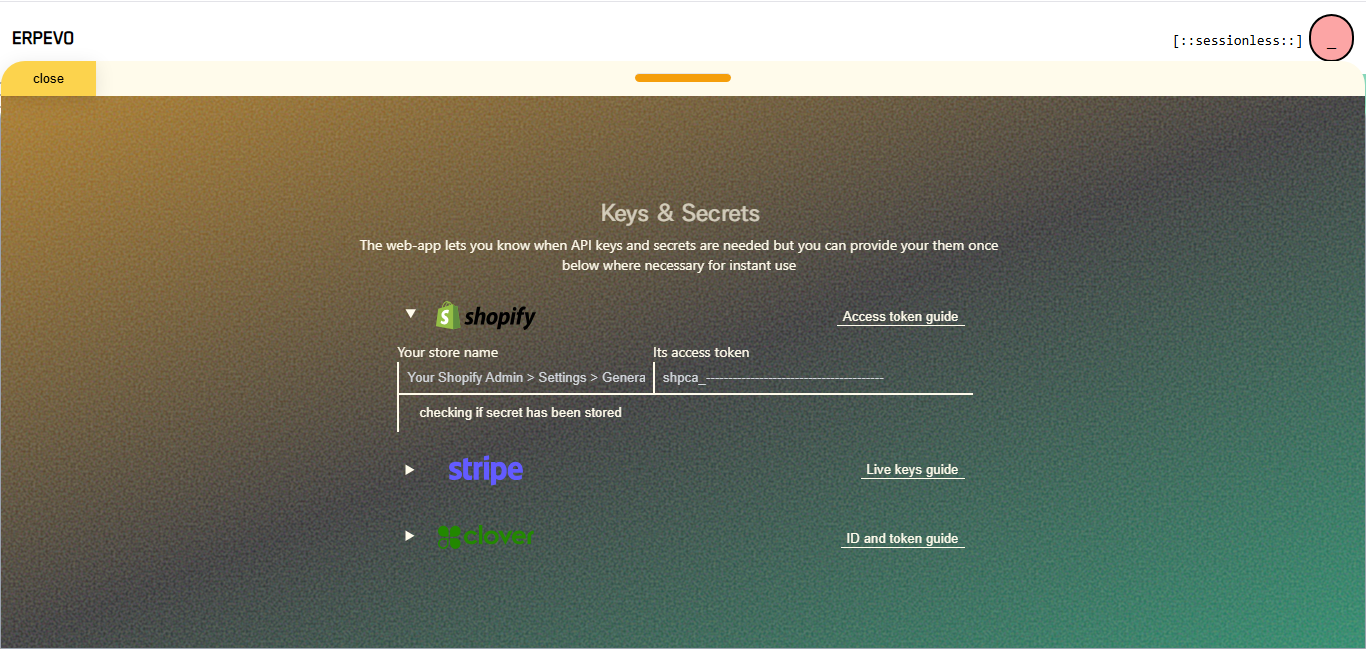 ERPEVO
[::sessionless::]
_
close
Keys & Secrets
The web-app lets you know when API keys and secrets are needed but you can provide your them once
below where necessary for instant use
shopify
Access token guide
Your store name
Its access token
Your Shopify Admin > Settings > Genera
shpca_----------------------------------------
checking if secret has been stored
stripe
Live keys guide
clover
ID and token guide